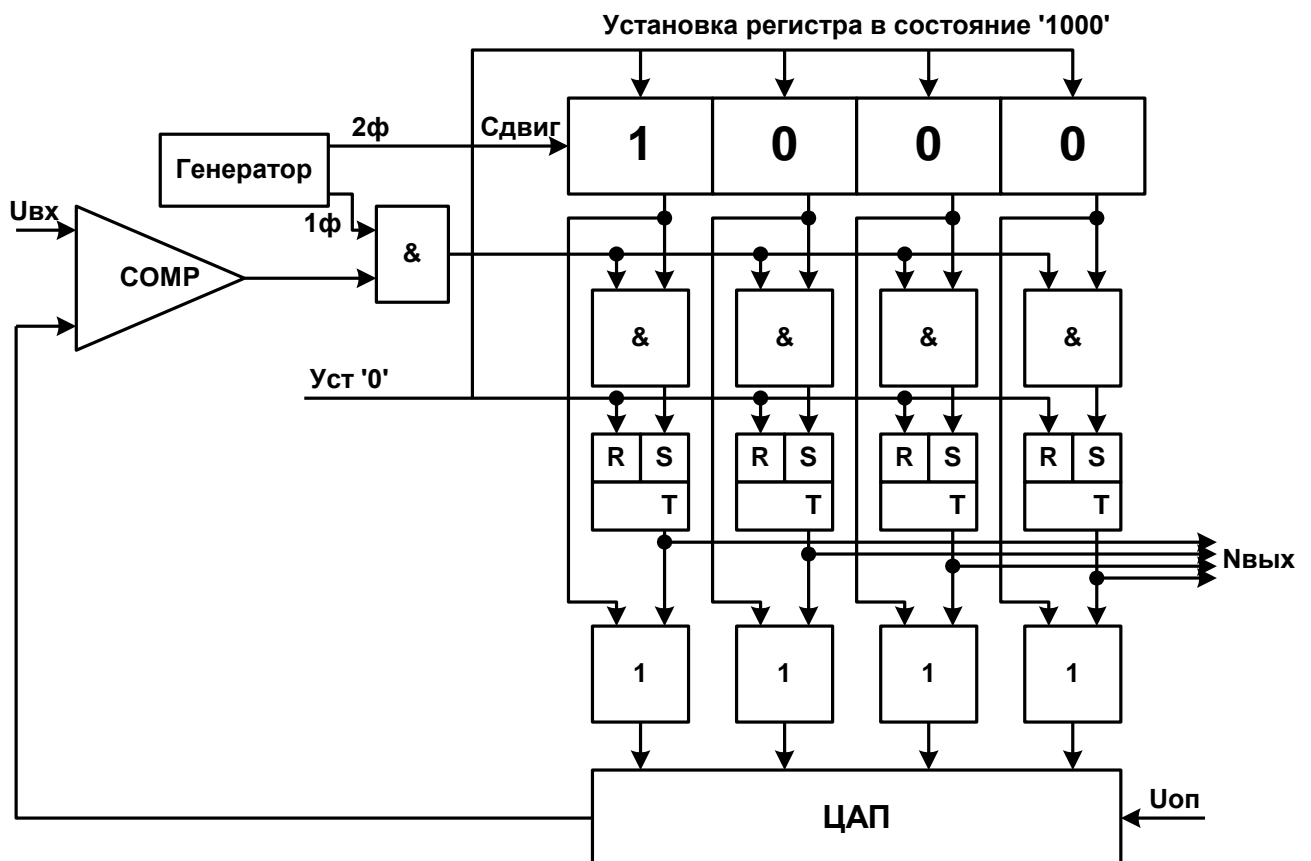 Установка регистра в состояние '1000'
2ф
Сдвиг
1
0
0
0
Генератор
Uвх
1ф
&
COMP
&
&
&
&
Уст '0'
R S R S R S R S
T T T T
Nвых
1
1
1
1
ЦАП
Uоп